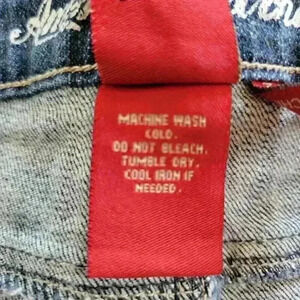 MACHINE WASH
COLD.
DO NOT BLEACH.
TUMBLE DRY.
COOL IRON IF
NEEDED.